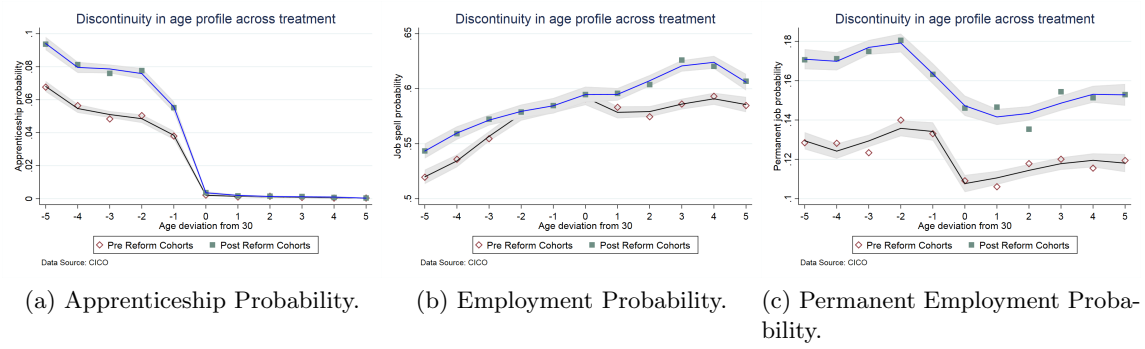 Discontinuity in age profile across treatment
Apprenticeship probability
.1
.08
.06
.04
.02
0
-5 -4 -3 -2 -1 0 1 2 3 4 5
Age deviation from 30
Pre Reform Cohorts Post Reform Cohorts
Data Source: CICO
(a) Apprenticeship Probability.
Discontinuity in age profile across treatment
Job spell probability
.65
.6
.55
.5
-5 -4 -3 -2 -1 0 1 2 3 4 5
Age deviation from 30
Pre Reform Cohorts Post Reform Cohorts
Data Source: CICO
(b) Employment Probability.
Discontinuity in age profile across treatment
Permanent job probability
.18
.16
.14
.12
.1
-5 -4 -3 -2 -1 0 1 2 3 4 5
Age deviation from 30
Pre Reform Cohorts Post Reform Cohorts
Data Source: CICO
(c) Permanent Employment Proba-
bility.